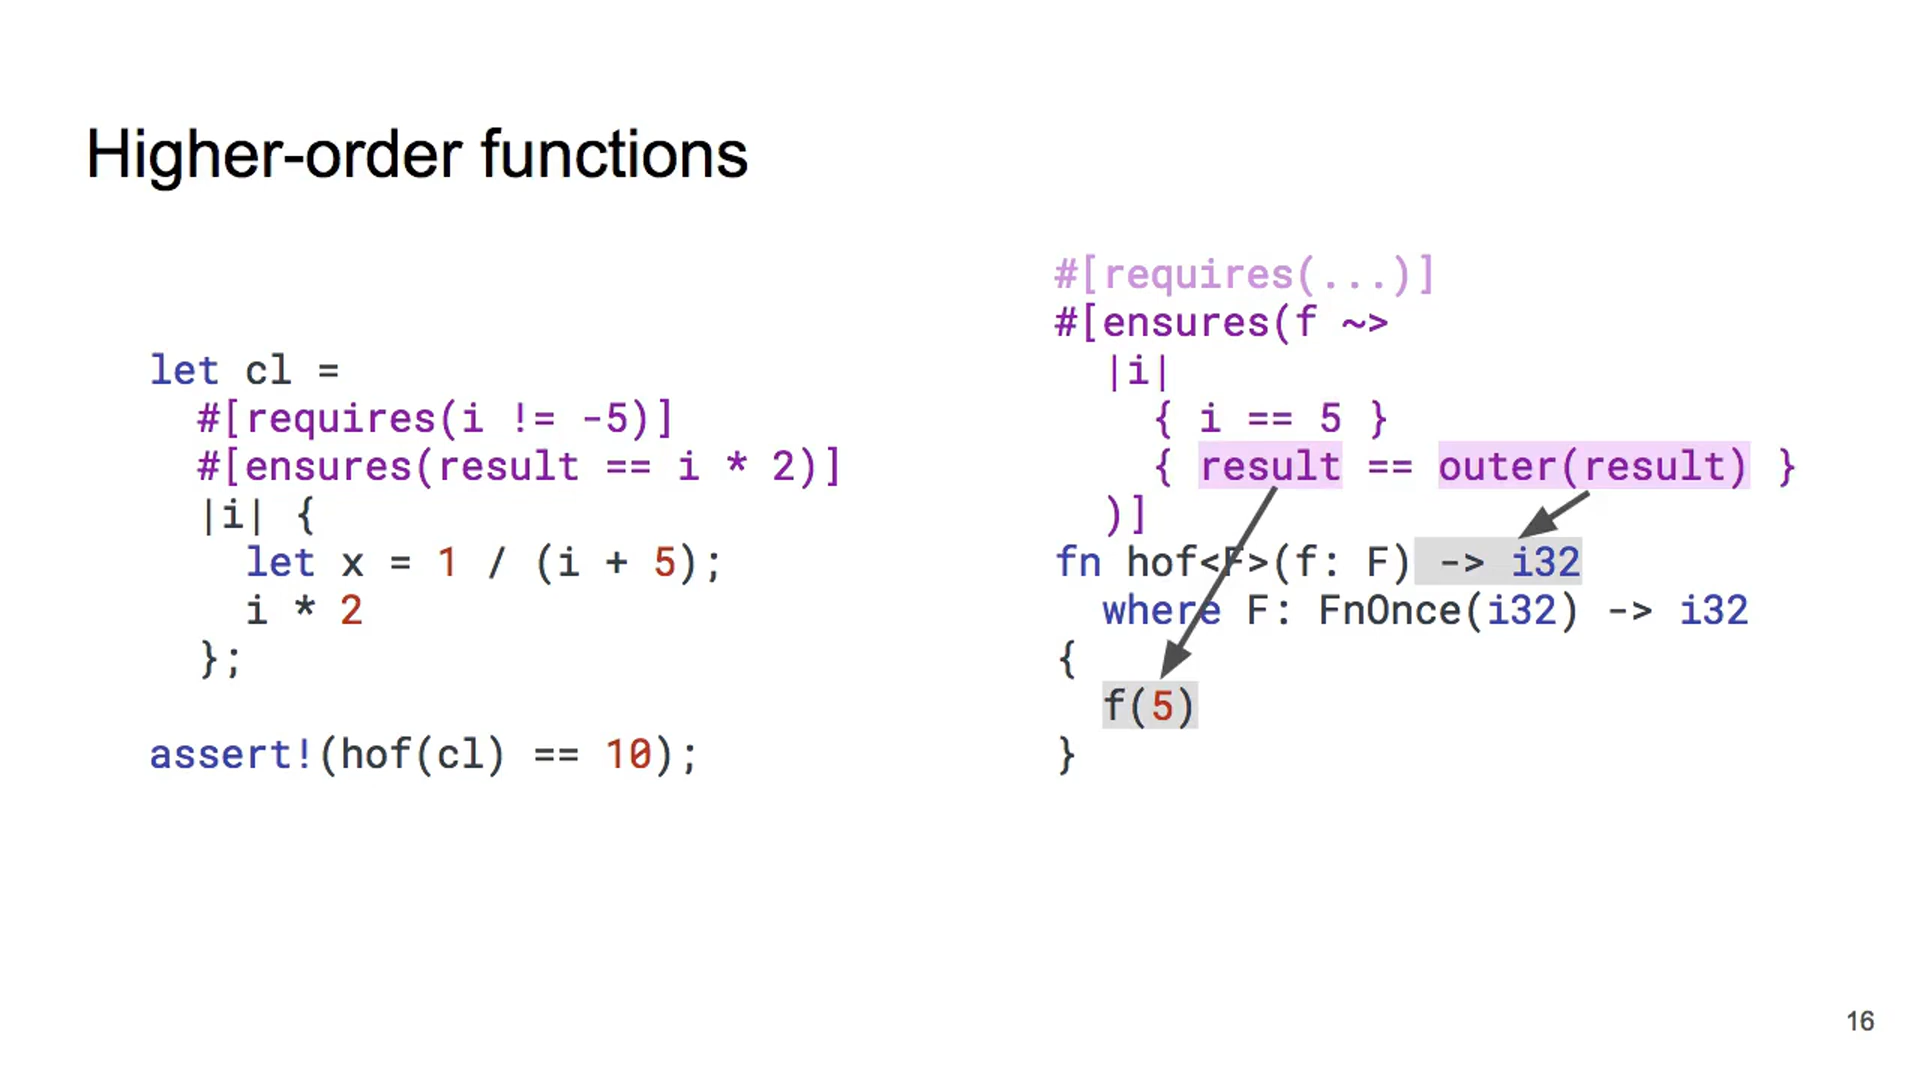 Higher-order functions
let cl =
#[requires(i != -5)]
#[ensures(result == i * 2)]
|i| {
let x = 1 / (i + 5);
i * 2
};
assert!(hof(cl) == 10);
#[requires(...)]
#[ensures(f ~>
|i|
{ i == 5 }
{ result == outer(result) }
)]
fn hof<F>(f: F) -> i32
where F: FnOnce(i32) -> i32
{
f(5)
}
16